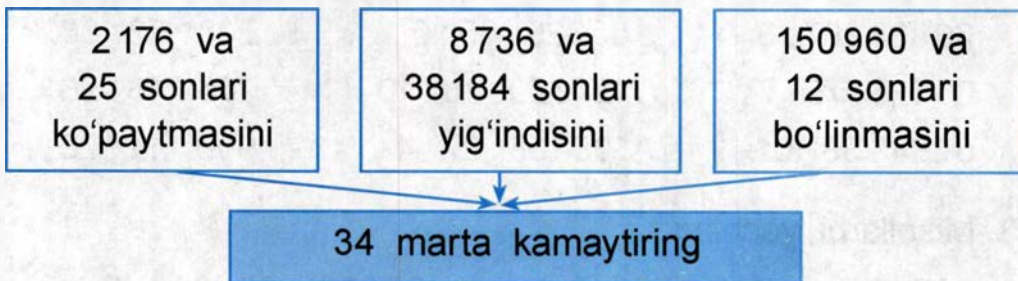 2 176 va
25 sonlari
ko‘paytmasini
8 736 va
38 184 sonlari
yig‘indisini
150 960 va
12 sonlari
bo‘linmasini
34 marta kamaytiring